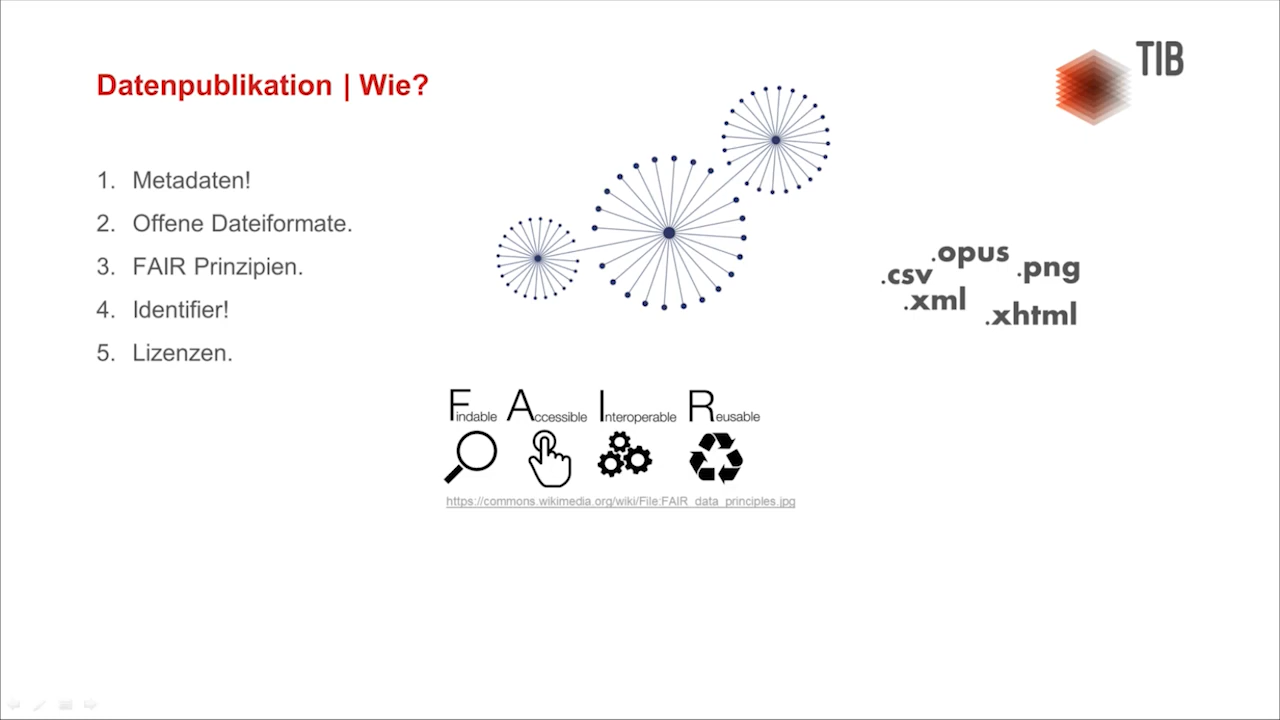 TIB
Datenpublikation | Wie?
1. Metadaten!
2. Offene Dateiformate.
3. FAIR Prinzipien.
4. Identifier!
5. Lizenzen.
.opus
.csv
.png
.xml
.xhtml
Findable Accessible Interoperable Reusable
https://commons.wikimedia.org/wiki/File:FAIR_data_principles.jpg